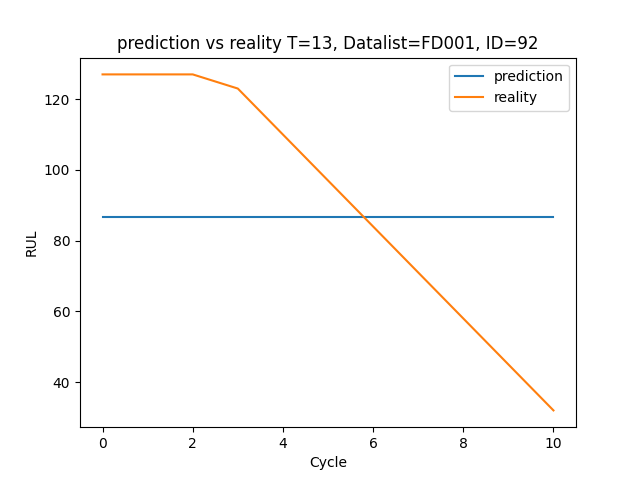 prediction vs reality T=13, Datalist=FD001, ID=92
prediction
reality
RUL
120
100
80
60
40
0 2 4 6 8 10
Cycle